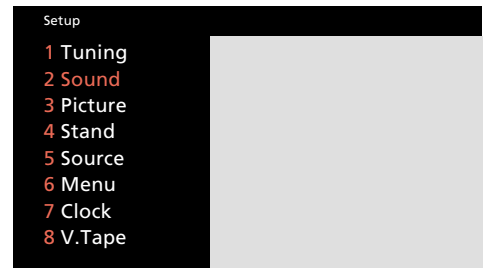 Setup
1 Tuning
2 Sound
3 Picture
4 Stand
5 Source
6 Menu
7 Clock
8 V.Tape